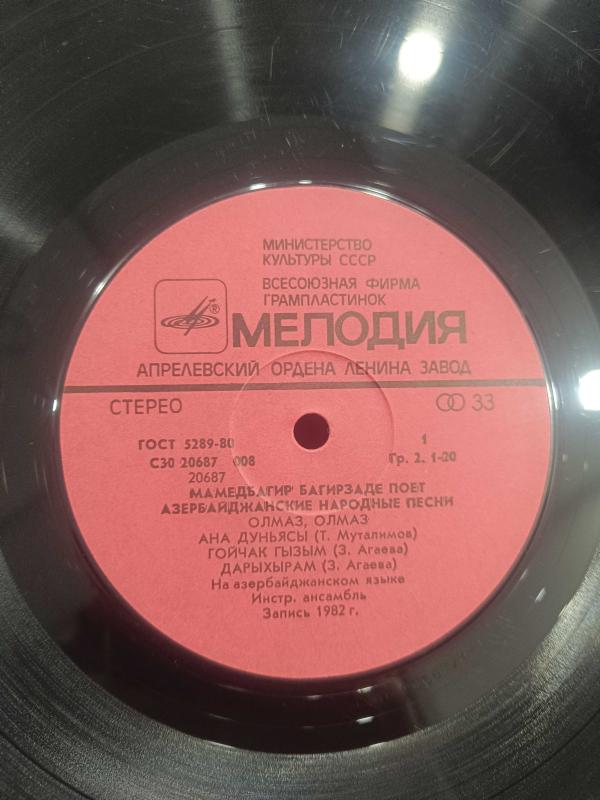 МИНИСТЕРСТВО
КУЛЬТУРЫ СССР
ВСЕСОЮЗНАЯ ФИРМА
ГРАМПЛАСТИНОК
®
МЕЛОДИЯ
АПРЕЛЕВСКИЙ ОРДЕНА ЛЕНИНА ЗАВОД
СТЕРЕО 33
ГОСТ 5289-80 1
С30 20687 008 Гр. 2. 1-20
20687
МАМЕДБАГИР БАГИРЗАДЕ ПОЕТ
АЗЕРБАЙДЖАНСКИЕ НАРОДНЫЕ ПЕСНИ
ОЛМАЗ, ОЛМАЗ
АНА ДУНЬЯСЫ (Т. Муталимов)
ГОЙЧАК ГЫЗЫМ (З. Агаева)
ДАРЫХЫРАМ (З. Агаева)
На азербайджанском языке
Инстр. ансамбль
Запись 1982 г.